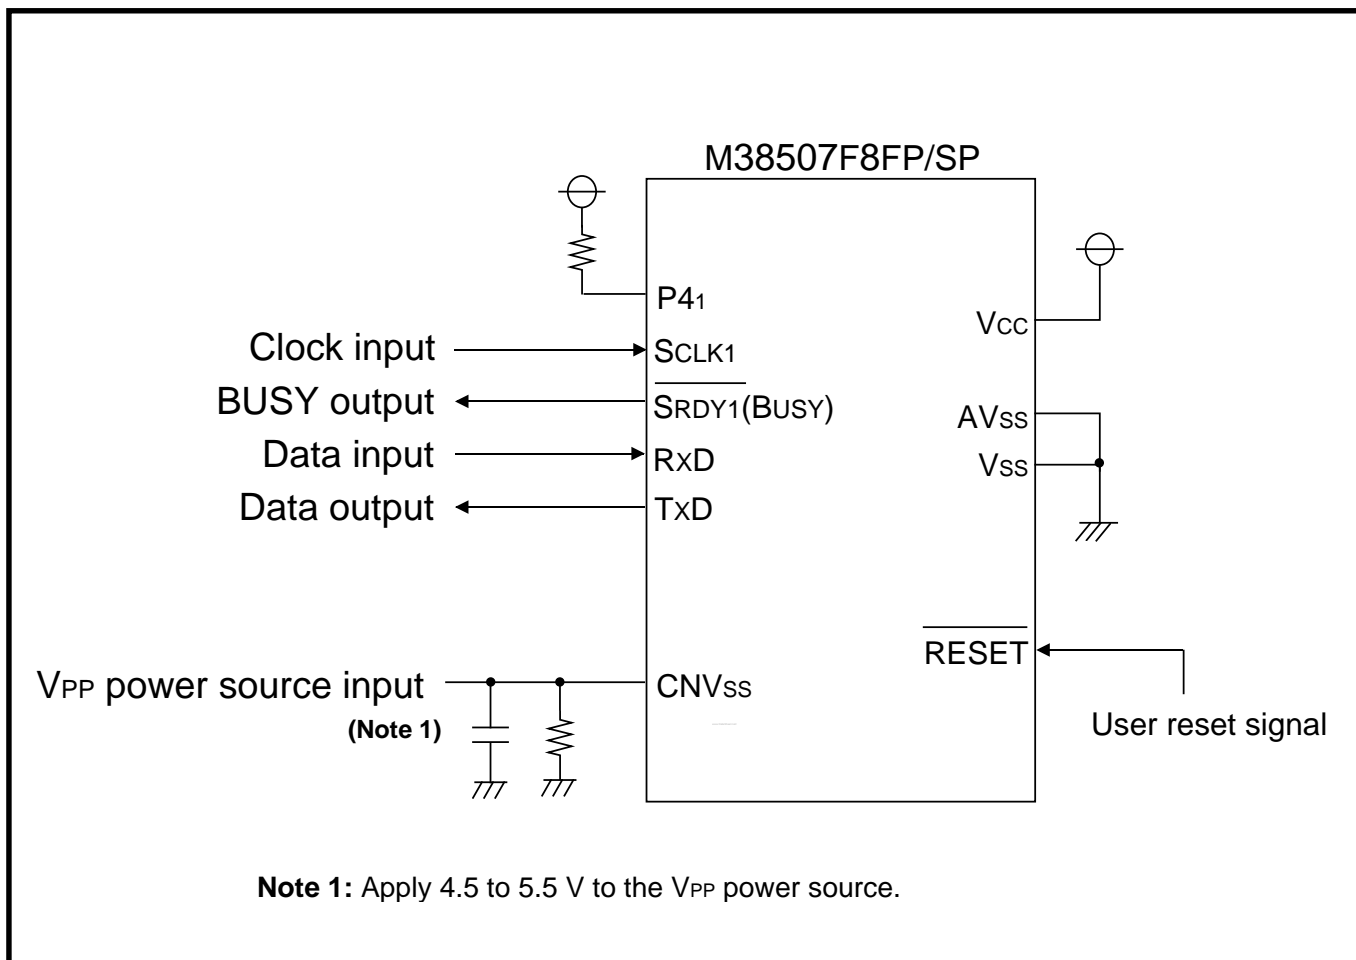 M38507F8FP/SP
P41
VCC
Clock input
SCLK1
BUSY output
SRDY1(BUSY)
AVSS
Data input
RXD
VSS
Data output
TXD
RESET
VPP power source input
CNVSS
(Note 1)
User reset signal
Note 1: Apply 4.5 to 5.5 V to the VPP power source.